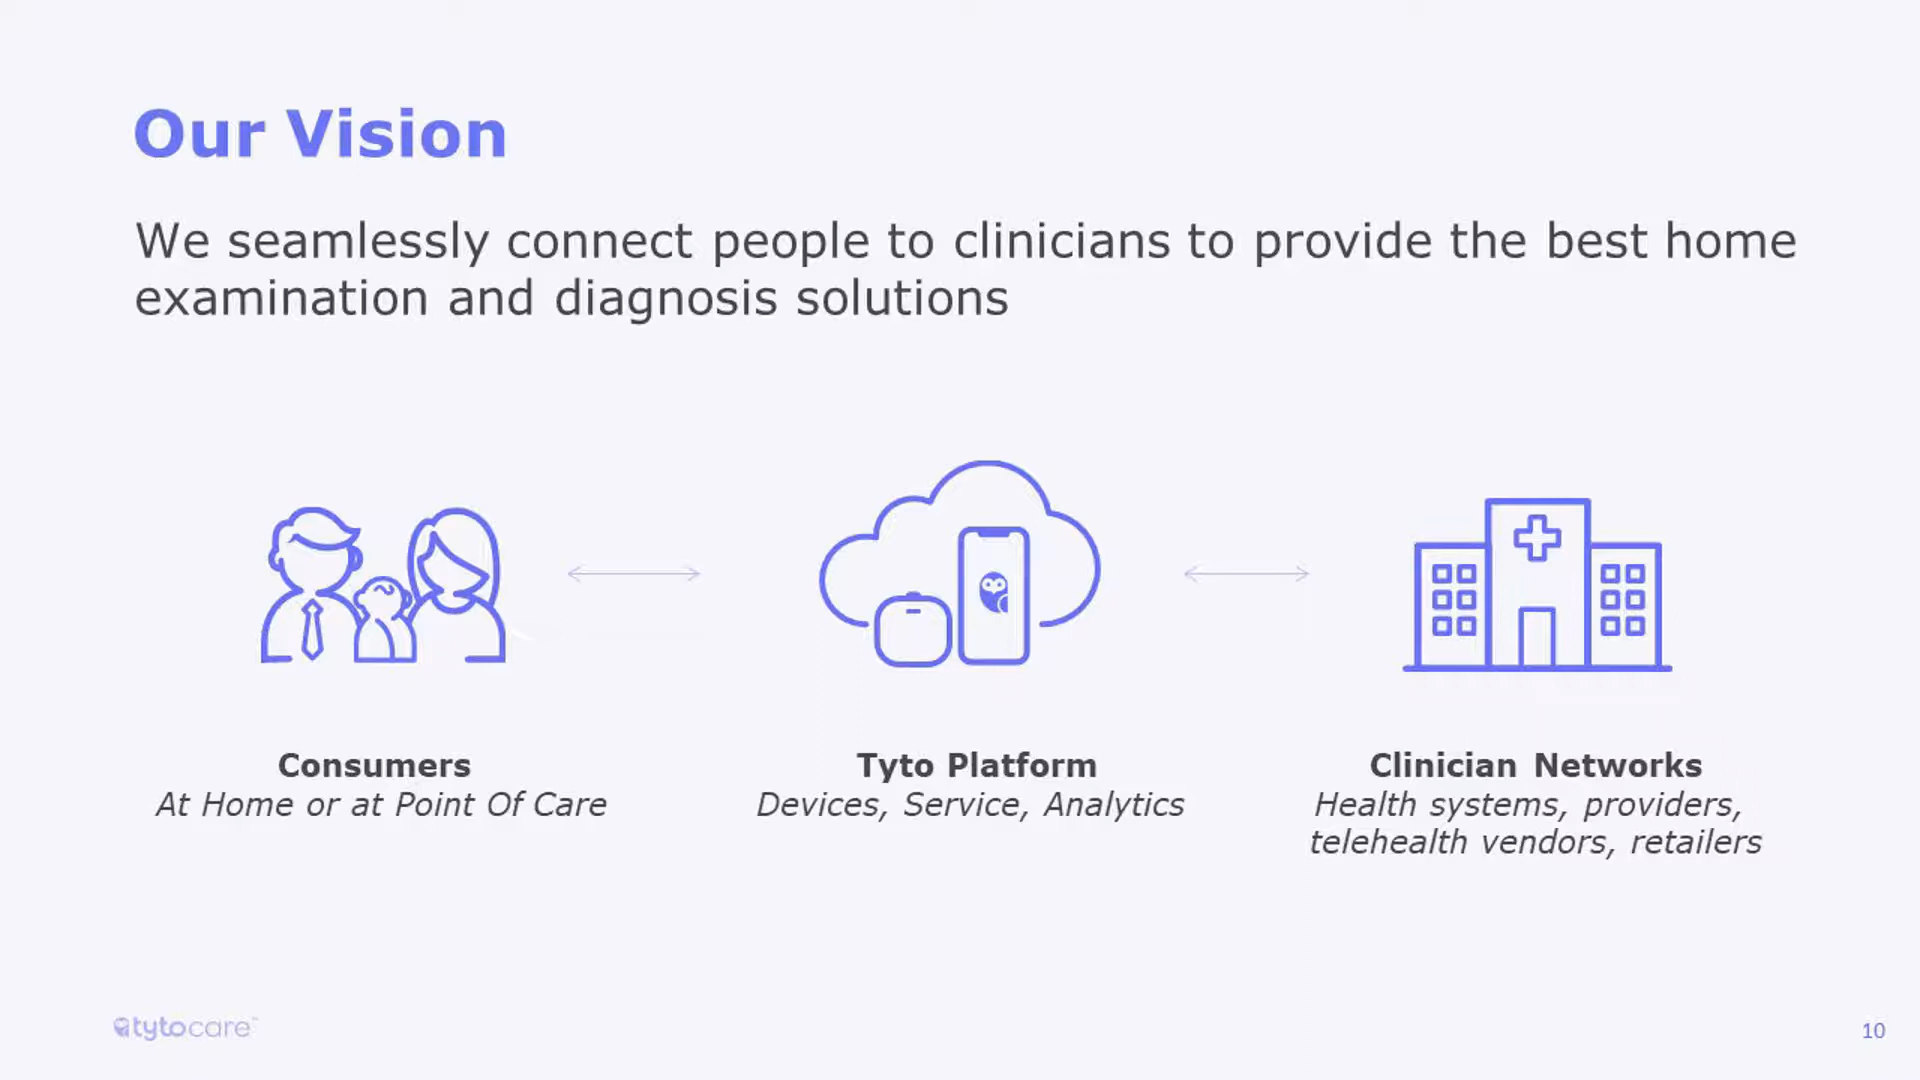 Our Vision
We seamlessly connect people to clinicians to provide the best home
examination and diagnosis solutions
Consumers
At Home or at Point Of Care
Tyto Platform
Devices, Service, Analytics
Clinician Networks
Health systems, providers,
telehealth vendors, retailers
tytocare™
10